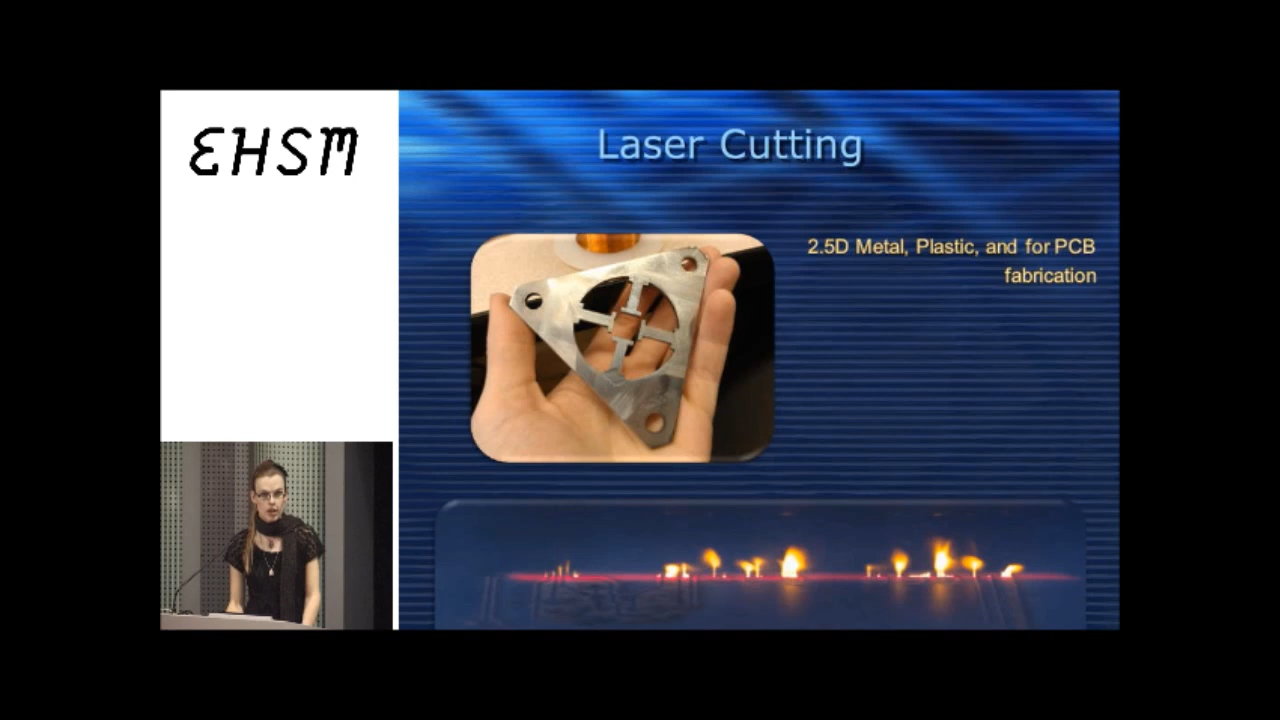 EHSM
Laser Cutting
2.5D Metal, Plastic, and for PCB
fabrication